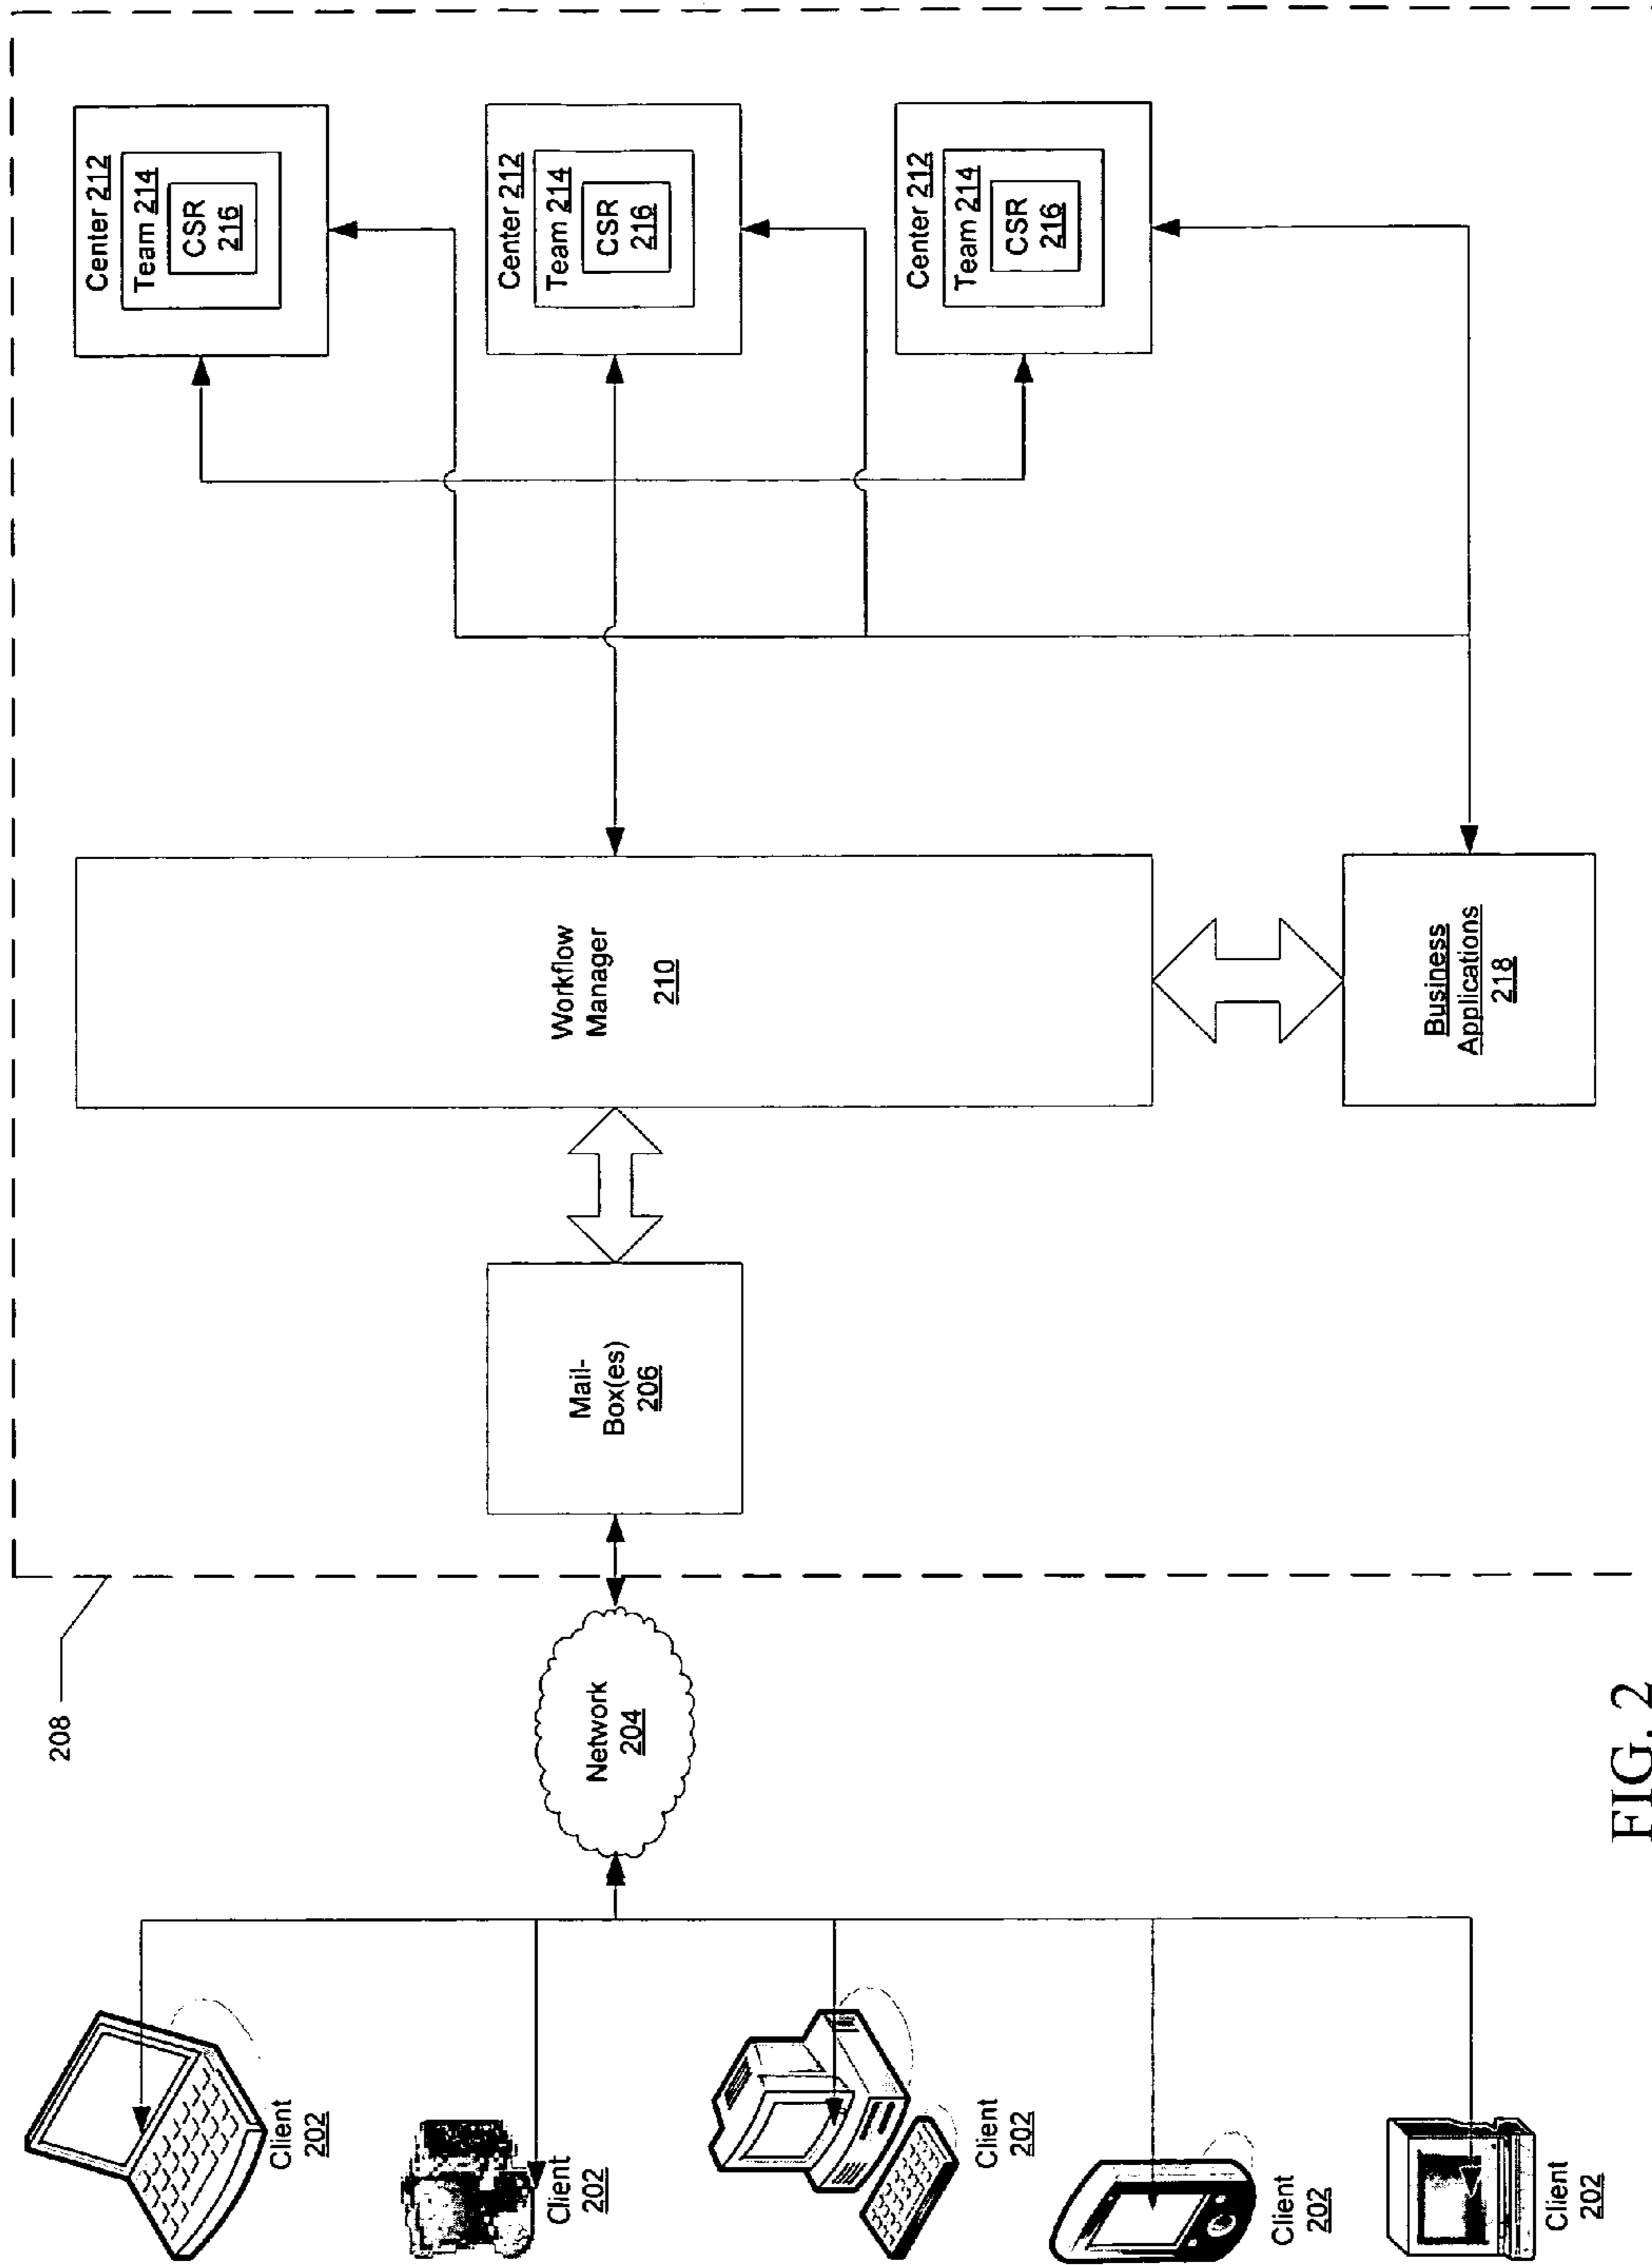 208
Client
202
Client
202
Client
202
Client
202
Client
202
Network
204
Mail-
Box(es)
206
Workflow
Manager
210
Business
Applications
218
Center 212
Team 214
CSR
216
Center 212
Team 214
CSR
216
Center 212
Team 214
CSR
216
FIG. 2